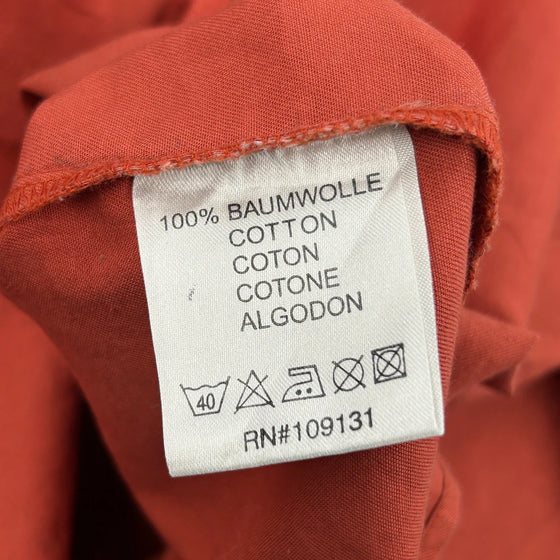 100% BAUMWOLLE
COTTON
COTON
COTONE
ALGODON
40
RN#109131